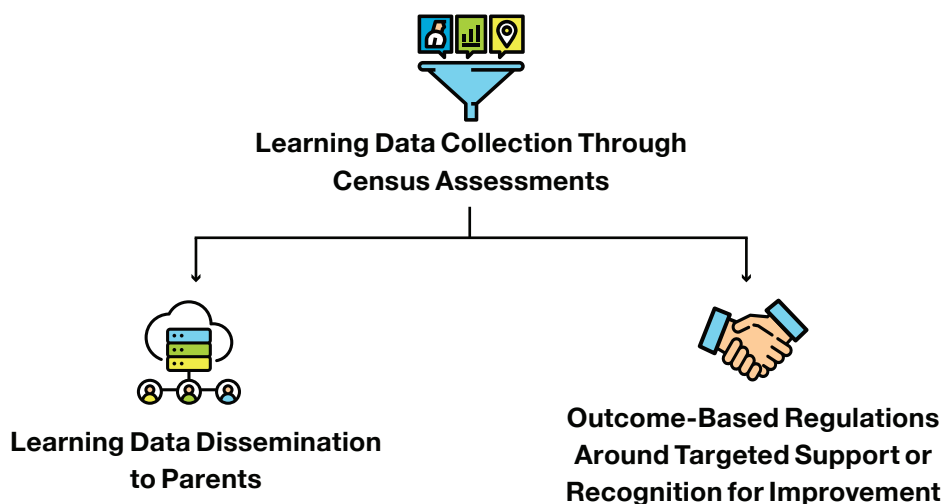 Learning Data Collection Through
Census Assessments
Learning Data Dissemination
to Parents
Outcome-Based Regulations
Around Targeted Support or
Recognition for Improvement